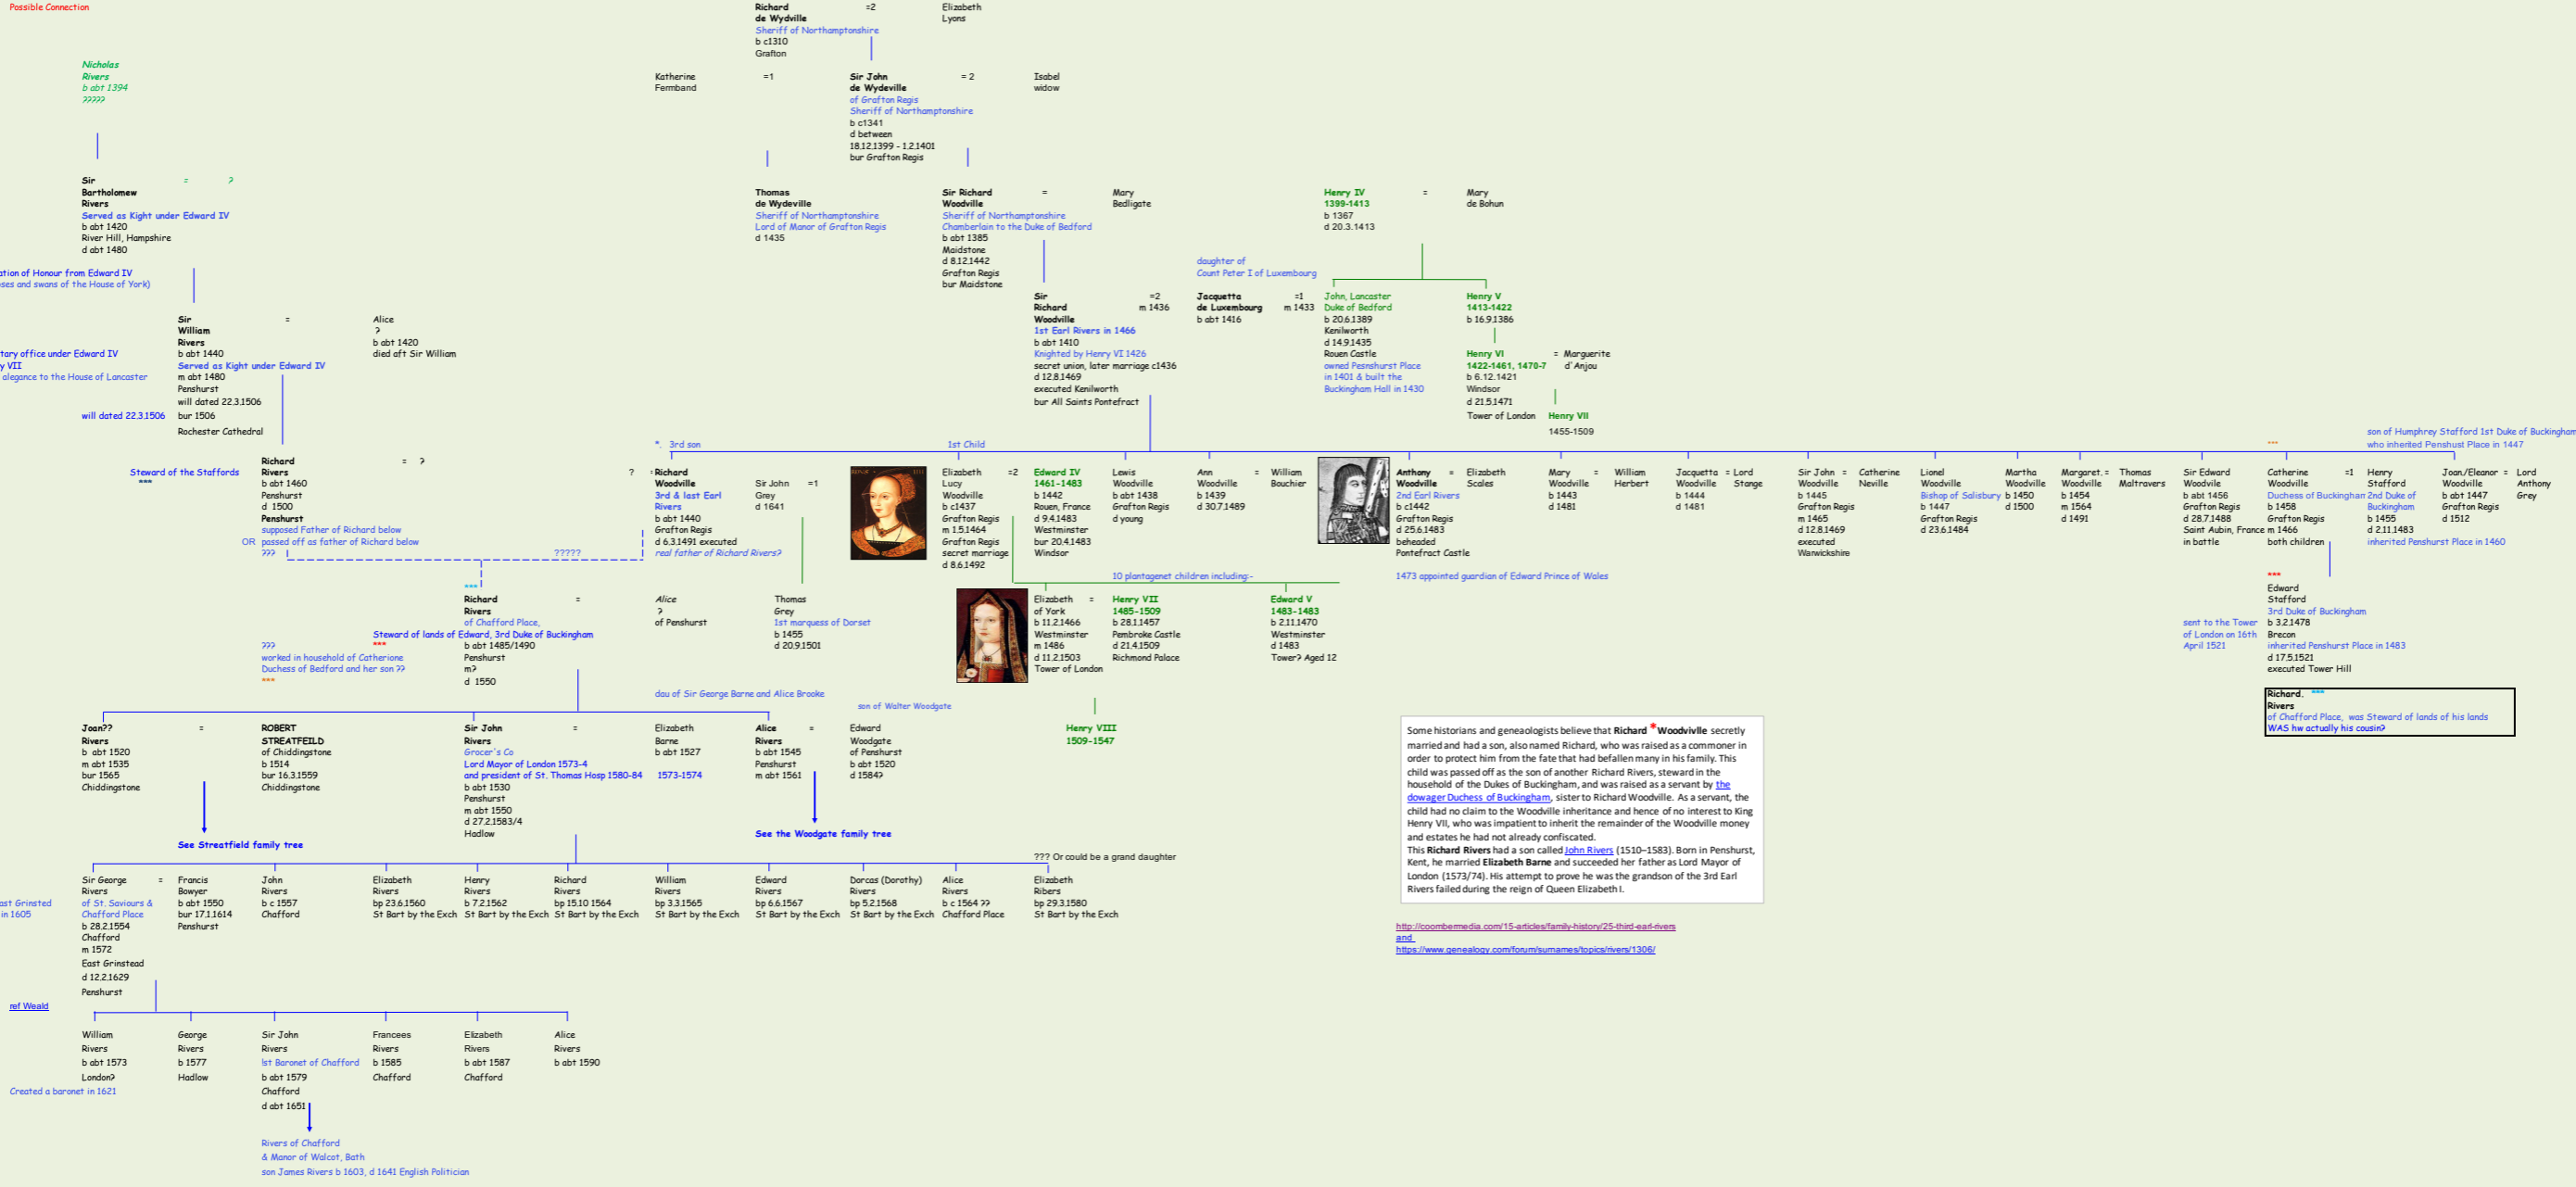 Possible Connection
Richard
de Wydville
=2
Elizabeth
Lyons
Sheriff of Northamptonshire
b c1310
Grafton
Nicholas
Rivers
b abt 1394
?????
Katherine
Fermband
=1
Sir John
de Wydeville
= 2
Isabel
widow
of Grafton Regis
Sheriff of Northamptonshire
b c1341
d between
18.12.1399 - 1.2.1401
bur Grafton Regis
Sir
Bartholomew
Rivers
=
?
Served as Kight under Edward IV
b abt 1420
River Hill, Hampshire
d abt 1480
Thomas
de Wydeville
Sheriff of Northamptonshire
Lord of Manor of Grafton Regis
d 1435
Sir Richard
Woodville
=
Mary
Bedligate
Sheriff of Northamptonshire
Chamberlain to the Duke of Bedford
b abt 1385
Maidstone
d 8.12.1442
Grafton Regis
bur Maidstone
Henry IV
1399-1413
b 1367
d 20.3.1413
=
Mary
de Bohun
ation of Honour from Edward IV
ses and swans of the House of York)
daughter of
Count Peter I of Luxembourg
Sir
Richard
Woodville
=2
m 1436
1st Earl Rivers in 1466
b abt 1410
Knighted by Henry VI 1426
secret union, later marriage c1436
d 12.8.1469
executed Kenilworth
bur All Saints Pontefract
Jacquetta
de Luxembourg
b abt 1416
=1
m 1433
John, Lancaster
Duke of Bedford
b 20.6.1389
Kenilworth
d 14.9.1435
Rouen Castle
owned Pesnshurst Place
in 1401 & built the
Buckingham Hall in 1430
Henry V
1413-1422
b 16.9.1386
Henry VI
1422-1461, 1470-7
b 6.12.1421
Windsor
d 21.5.1471
Tower of London
= Marguerite
d'Anjou
Henry VII
1455-1509
Sir
William
Rivers
=
Alice
?
b abt 1420
died aft Sir William
b abt 1440
Served as Kight under Edward IV
m abt 1480
Penshurst
will dated 22.3.1506
bur 1506
Rochester Cathedral
tary office under Edward IV
y VII
alegance to the House of Lancaster
will dated 22.3.1506
*. 3rd son
1st Child
***
son of Humphrey Stafford 1st Duke of Buckingham
who inherited Penshust Place in 1447
Steward of the Staffords
***
Richard
Rivers
= ?
b abt 1460
Penshurst
d 1500
Penshurst
supposed Father of Richard below
OR passed off as father of Richard below
???
?????
? =
Richard
Woodville
3rd & last Earl
Rivers
b abt 1440
Grafton Regis
d 6.3.1491 executed
real father of Richard Rivers?
Sir John
Grey
d 1641
=1
Elizabeth
Lucy
Woodville
b c1437
Grafton Regis
m 1.5.1464
Grafton Regis
secret marriage
d 8.6.1492
=2
Edward IV
1461-1483
b 1442
Rouen, France
d 9.4.1483
Westminster
bur 20.4.1483
Windsor
Lewis
Woodville
b abt 1438
Grafton Regis
d young
Ann
Woodville
b 1439
d 30.7.1489
=
William
Bouchier
Anthony
Woodville
2nd Earl Rivers
b c1442
Grafton Regis
d 25.6.1483
beheaded
Pontefract Castle
=
Elizabeth
Scales
1473 appointed guardian of Edward Prince of Wales
Mary
Woodville
b 1443
d 1481
=
William
Herbert
Jacquetta
Woodville
b 1444
d 1481
=
Lord
Stange
Sir John
Woodville
b 1445
Grafton Regis
m 1465
d 12.8.1469
executed
Warwickshire
=
Catherine
Neville
Lionel
Woodville
Bishop of Salisbury
b 1447
Grafton Regis
d 23.6.1484
Martha
Woodville
b 1450
d 1500
Margaret. =
Woodville
b 1454
m 1564
d 1491
Thomas
Maltravers
Sir Edward
Woodvile
b abt 1456
Grafton Regis
d 28.7.1488
Saint Aubin, France
in battle
Catherine
Woodville
Duchess of Buckingham
b 1458
Grafton Regis
m 1466
both children
=1
Henry
Stafford
2nd Duke of
Buckingham
b 1455
d 2.11.1483
inherited Penshurst Place in 1460
Joan/Eleanor =
Woodville
b abt 1447
Grafton Regis
d 1512
Lord
Anthony
Grey
10 plantagenet children including:-
***
Richard
Rivers
=
Alice
?
of Penshurst
of Chafford Place,
Steward of lands of Edward, 3rd Duke of Buckingham
b abt 1485/1490
Penshurst
m?
d 1550
???
***
worked in household of Catherione
Duchess of Bedford and her son ??
***
Thomas
Grey
1st marquess of Dorset
b 1455
d 20.9.1501
Elizabeth
of York
b 11.2.1466
Westminster
m 1486
d 11.2.1503
Tower of London
=
Henry VII
1485-1509
b 28.1.1457
Pembroke Castle
d 21.4.1509
Richmond Palace
Edward V
1483-1483
b 2.11.1470
Westminster
d 1483
Tower? Aged 12
***
Edward
Stafford
3rd Duke of Buckingham
b 3.2.1478
Brecon
inherited Penshurst Place in 1483
d 17.5.1521
executed Tower Hill
sent to the Tower
of London on 16th
April 1521
Richard. ***
Rivers
of Chafford Place, was Steward of lands of his lands
WAS hw actually his cousin?
dau of Sir George Barne and Alice Brooke
son of Walter Woodgate
Henry VIII
1509-1547
Joan??
Rivers
b abt 1520
m abt 1535
bur 1565
Chiddingstone
=
ROBERT
STREATFEILD
of Chiddingstone
b 1514
bur 16.3.1559
Chiddingstone
Sir John
Rivers
Grocer's Co
Lord Mayor of London 1573-4
and president of St. Thomas Hosp 1580-84
b abt 1530
Penshurst
m abt 1550
d 27.2.1583/4
Hadlow
=
Elizabeth
Barne
b abt 1527
1573-1574
Alice
Rivers
b abt 1545
Penshurst
m abt 1561
=
Edward
Woodgate
of Penshurst
b abt 1520
d 1584?
See Streatfield family tree
See the Woodgate family tree
Some historians and geneaologists believe that Richard *Woodvivlle secretly
married and had a son, also named Richard, who was raised as a commoner in
order to protect him from the fate that had befallen many in his family. This
child was passed off as the son of another Richard Rivers, steward in the
household of the Dukes of Buckingham, and was raised as a servant by the
dowager Duchess of Buckingham, sister to Richard Woodville. As a servant, the
child had no claim to the Woodville inheritance and hence of no interest to King
Henry VII, who was impatient to inherit the remainder of the Woodville money
and estates he had not already confiscated.
This Richard Rivers had a son called John Rivers (1510–1583). Born in Penshurst,
Kent, he married Elizabeth Barne and succeeded her father as Lord Mayor of
London (1573/74). His attempt to prove he was the grandson of the 3rd Earl
Rivers failed during the reign of Queen Elizabeth I.
http://coombermedia.com/15-articles/family-history/25-third-earl-rivers
and
https://www.genealogy.com/forum/surnames/topics/rivers/1306/
??? Or could be a grand daughter
ast Grinsted
in 1605
Sir George
Rivers
of St. Saviours &
Chafford Place
b 28.2.1554
Chafford
m 1572
East Grinstead
d 12.2.1629
Penshurst
=
Francis
Bowyer
b abt 1550
bur 17.1.1614
Penshurst
John
Rivers
b c 1557
Chafford
Elizabeth
Rivers
bp 23.6.1560
St Bart by the Exch
Henry
Rivers
b 7.2.1562
St Bart by the Exch
Richard
Rivers
bp 15.10 1564
St Bart by the Exch
William
Rivers
bp 3.3.1565
St Bart by the Exch
Edward
Rivers
bp 6.6.1567
St Bart by the Exch
Dorcas (Dorothy)
Rivers
bp 5.2.1568
St Bart by the Exch
Alice
Rivers
b c 1564 ??
Chafford Place
Elizabeth
Ribers
bp 29.3.1580
St Bart by the Exch
ref Weald
William
Rivers
b abt 1573
London?
George
Rivers
b 1577
Hadlow
Sir John
Rivers
!st Baronet of Chafford
b abt 1579
Chafford
d abt 1651
Francees
Rivers
b 1585
Chafford
Elizabeth
Rivers
b abt 1587
Chafford
Alice
Rivers
b abt 1590
Created a baronet in 1621
Rivers of Chafford
& Manor of Walcot, Bath
son James Rivers b 1603, d 1641 English Politician